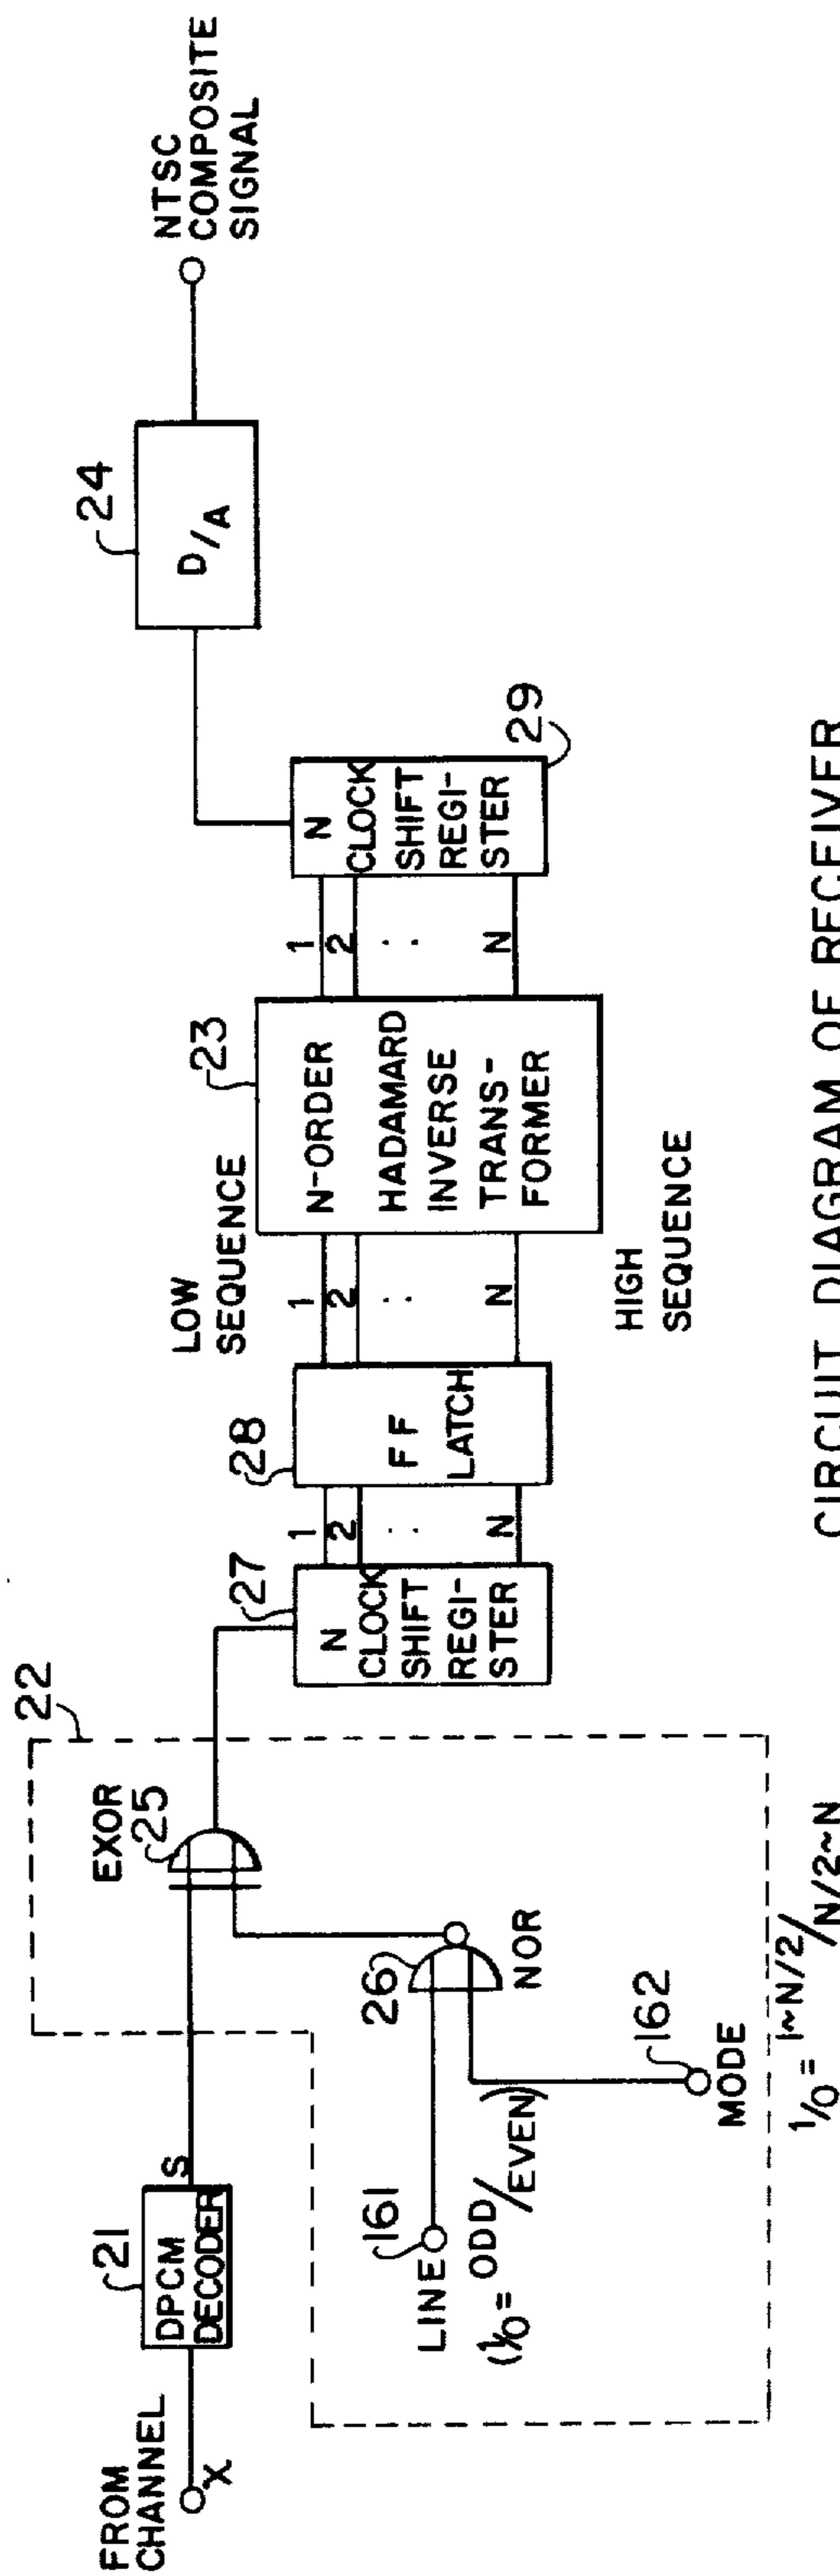 FROM
CHANNEL
X
21
DPCM
DECODER
S
22
EXOR
25
26
NOR
161
LINE
(1/0 = ODD/EVEN)
162
MODE
1/0 = 1~N/2/N/2~N
27
N
CLOCK
SHIFT
REGI-
STER
1
2
N
28
FF
LATCH
LOW
SEQUENCE
1
2
N
HIGH
SEQUENCE
23
N-ORDER
HADAMARD
INVERSE
TRANS-
FORMER
1
2
N
29
N
CLOCK
SHIFT
REGI-
STER
24
D/A
NTSC
COMPOSITE
SIGNAL
CIRCUIT DIAGRAM OF RECEIVER